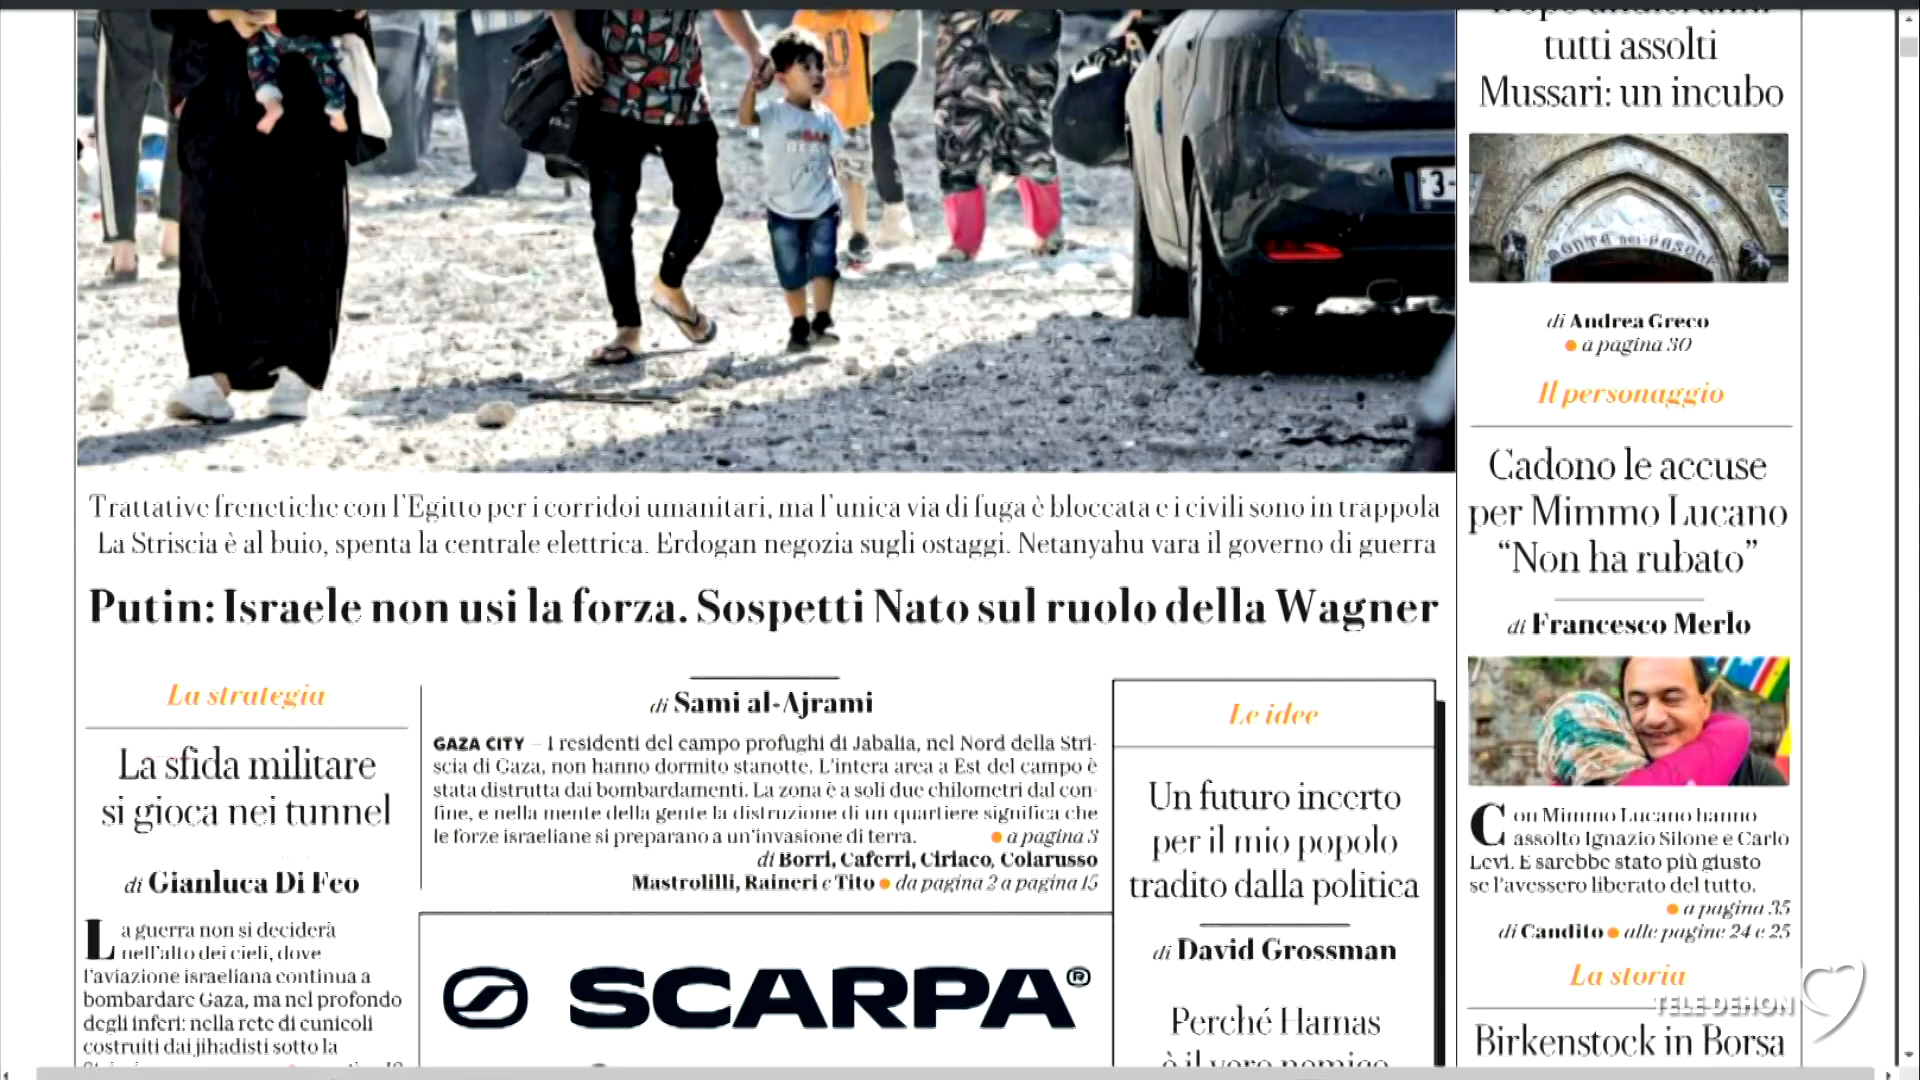 tutti assolti
Mussari: un incubo
di Andrea Greco
a pagina 30
Il personaggio
Cadono le accuse
per Mimmo Lucano
“Non ha rubato”
di Francesco Merlo
Con Mimmo Lucano hanno
assolto Ignazio Silone e Carlo
Levi. E sarebbe stato più giusto
se l'avessero liberato del tutto.
a pagina 35
di Candito alle pagine 24 e 25
La storia
Birkenstock in Borsa
Trattative frenetiche con l'Egitto per i corridoi umanitari, ma l'unica via di fuga è bloccata e i civili sono in trappola
La Striscia è al buio, spenta la centrale elettrica. Erdogan negozia sugli ostaggi. Netanyahu vara il governo di guerra
Putin: Israele non usi la forza. Sospetti Nato sul ruolo della Wagner
La strategia
La sfida militare
si gioca nei tunnel
di Gianluca Di Feo
La guerra non si deciderà
nell'alto dei cieli, dove
l'aviazione israeliana continua a
bombardare Gaza, ma nel profondo
degli inferi: nella rete di cunicoli
costruiti dai jihadisti sotto la
di Sami al-Ajrami
GAZA CITY – I residenti del campo profughi di Jabalia, nel Nord della Stri-
scia di Gaza, non hanno dormito stanotte. L'intera area a Est del campo è
stata distrutta dai bombardamenti. La zona è a soli due chilometri dal con-
fine, e nella mente della gente la distruzione di un quartiere significa che
le forze israeliane si preparano a un'invasione di terra. a pagina 3
di Borri, Caferri, Ciriaco, Colarusso
Mastrolilli, Raineri e Tito da pagina 2 a pagina 15
SCARPA®
Le idee
Un futuro incerto
per il mio popolo
tradito dalla politica
di David Grossman
Perché Hamas
è il vero nemico
TELE DEHON